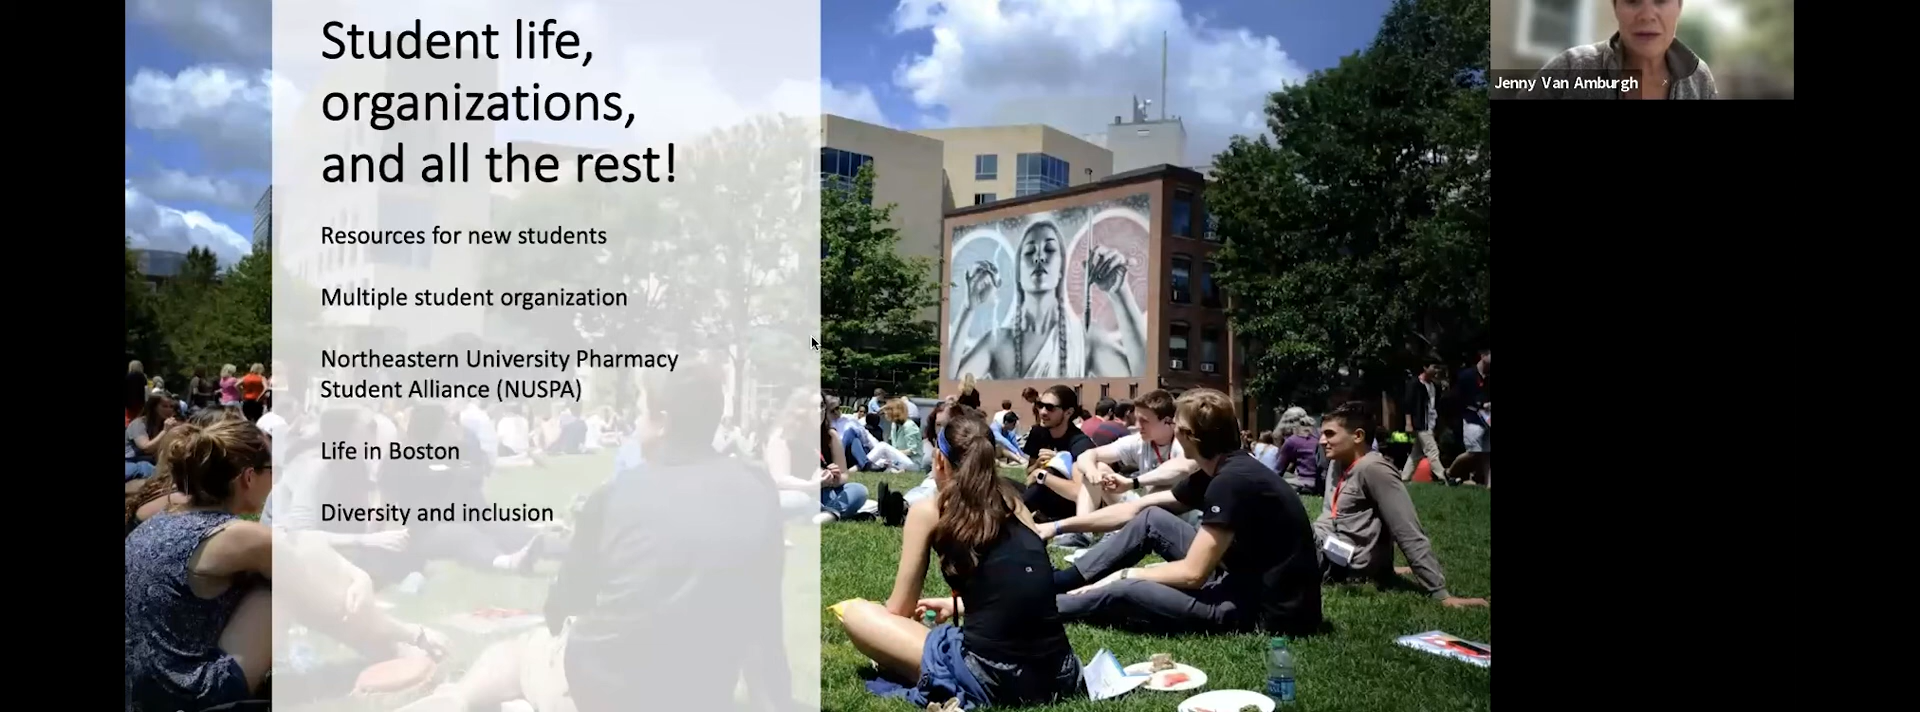 Student life,
organizations,
and all the rest!
Resources for new students
Multiple student organization
Northeastern University Pharmacy
Student Alliance (NUSPA)
Life in Boston
Diversity and inclusion
Jenny Van Amburgh